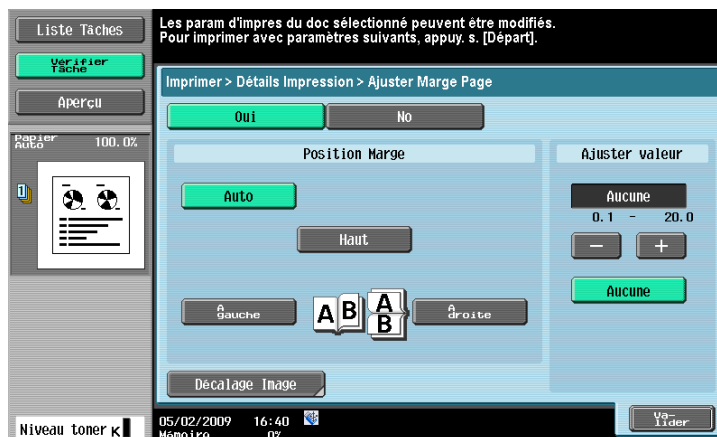 Liste Tâches
Vérifier
Tâche
Aperçu
Papier
Auto 100.0%
1
Niveau toner K
Les param d'impres du doc sélectionné peuvent être modifiés.
Pour imprimer avec paramètres suivants, appuy. s. [Départ].
Imprimer > Détails Impression > Ajuster Marge Page
Oui No
Position Marge
Auto
Haut
A
gauche
A B
A
B
A
droite
Décalage Image
Ajuster valeur
Aucune
0.1 - 20.0
− +
Aucune
05/02/2009 16:40
Mémoire 0%
Va-
lider